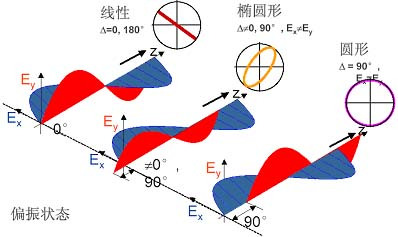 线性
Δ=0, 180°
椭圆形
Δ≠0, 90° , Ex≠Ey
圆形
Δ = 90° ,
Ex=Ey
Z
Z
Z
Ey
Ex
0°
Ey
Ex
≠0° ,
90°
Ey
Ex
90°
偏振状态